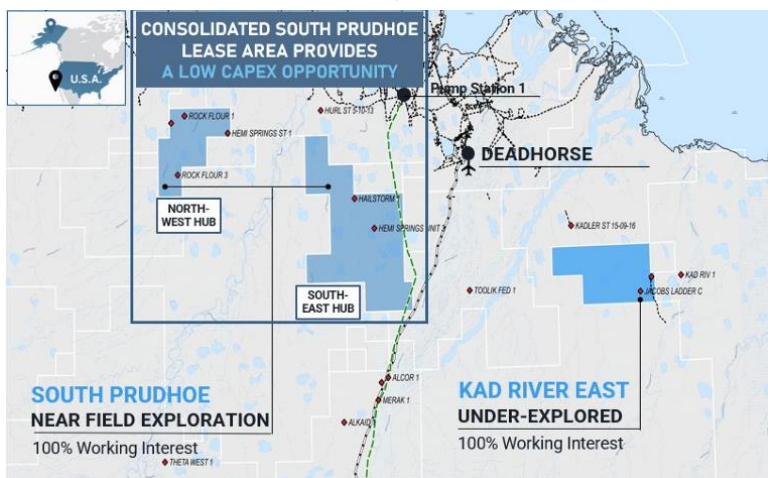 U.S.A.
CONSOLIDATED SOUTH PRUDHOE
LEASE AREA PROVIDES
A LOW CAPEX OPPORTUNITY
Pump Station 1
ROCK FLOUR 1
HURL ST 5-10-13
HEMI SPRINGS ST 1
DEADHORSE
ROCK FLOUR 3
NORTH-
WEST HUB
HAILSTORM 1
HEMI SPRINGS UNIT 3
KADLER ST 15-09-16
KAD RIV 1
TOOLIK FED 1
JACOBS LADDER C
SOUTH-
EAST HUB
ALCOR 1
MERAK 1
ALKAID 1
THETA WEST 1
SOUTH PRUDHOE
NEAR FIELD EXPLORATION
100% Working Interest
KAD RIVER EAST
UNDER-EXPLORED
100% Working Interest